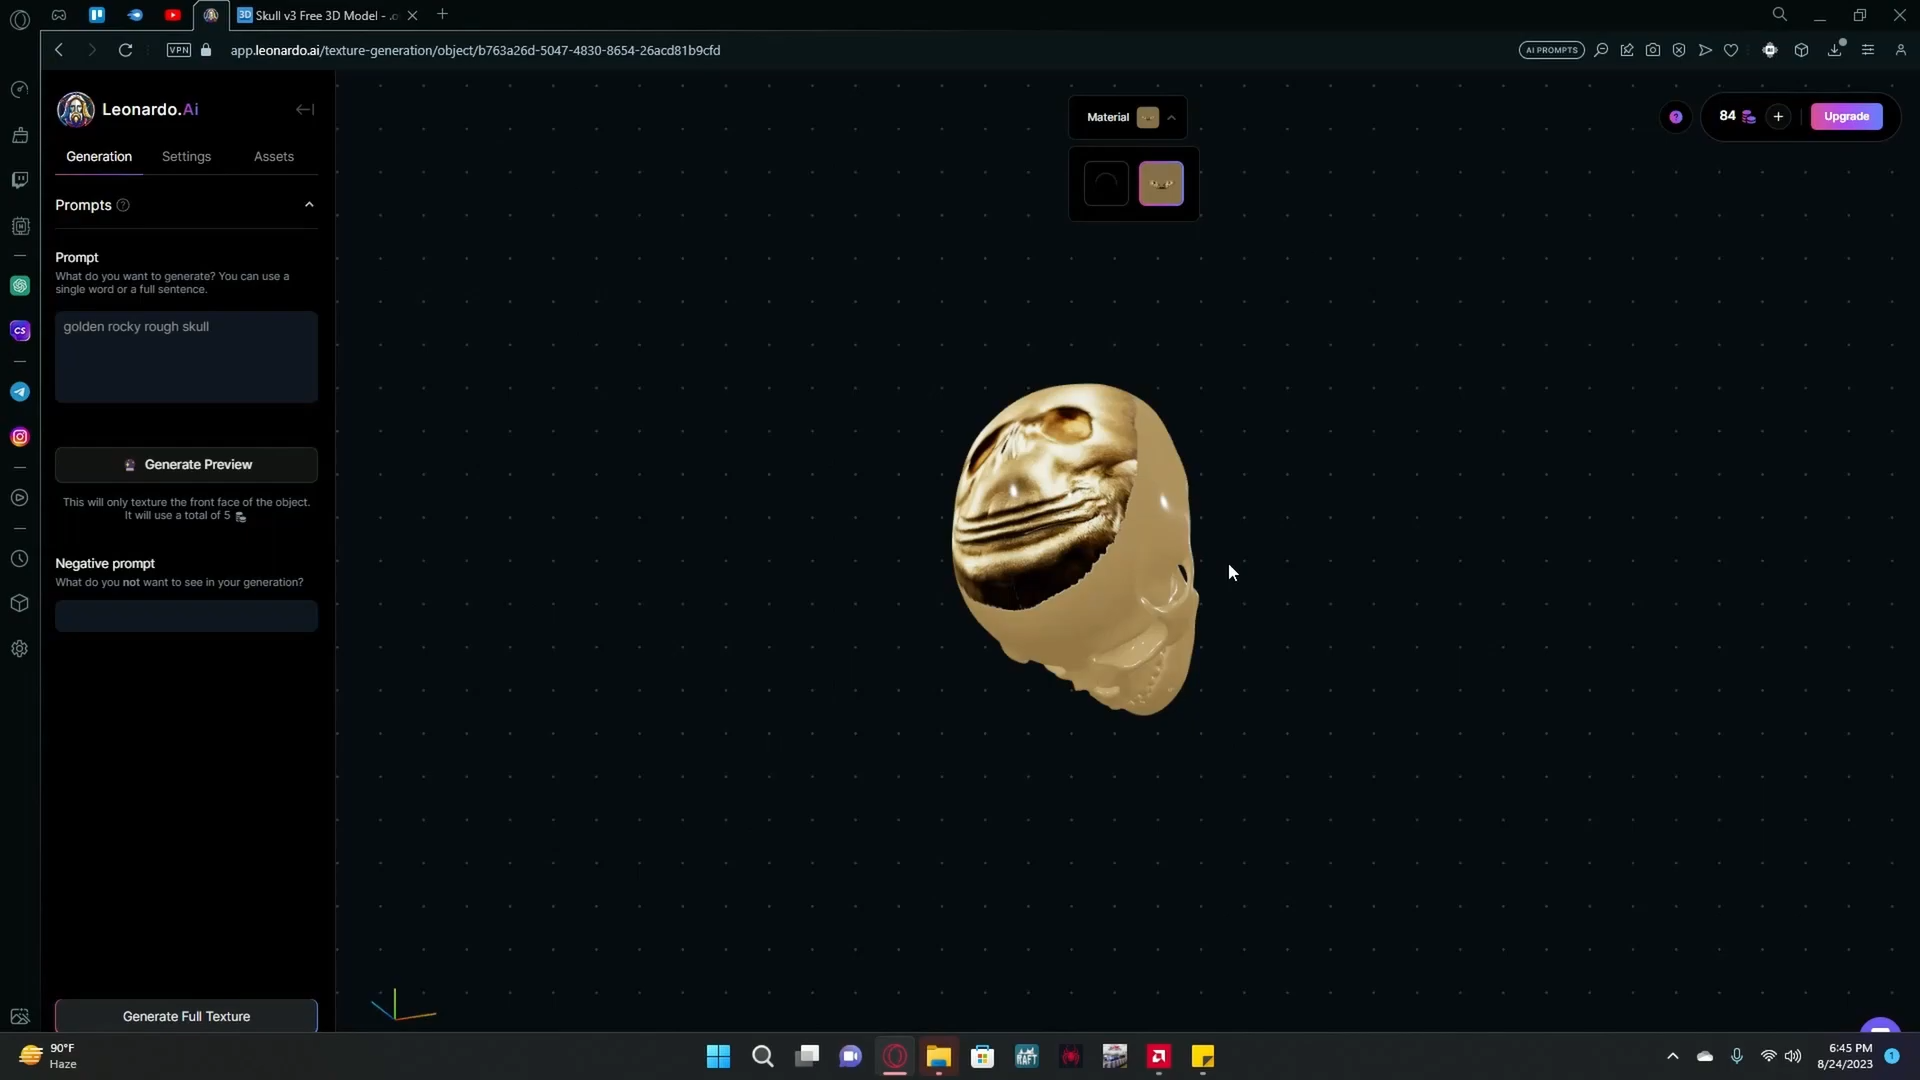 Skull v3 Free 3D Model - .o
VPN
app.leonardo.ai/texture-generation/object/b763a26d-5047-4830-8654-26acd81b9cfd
AI PROMPTS
Leonardo.Ai
Material
84
Upgrade
Generation
Settings
Assets
Prompts
Prompt
What do you want to generate? You can use a
single word or a full sentence.
golden rocky rough skull
CS
Generate Preview
This will only texture the front face of the object.
It will use a total of 5
Negative prompt
What do you not want to see in your generation?
Generate Full Texture
90°F
Haze
RAFT
6:45 PM
8/24/2023
1